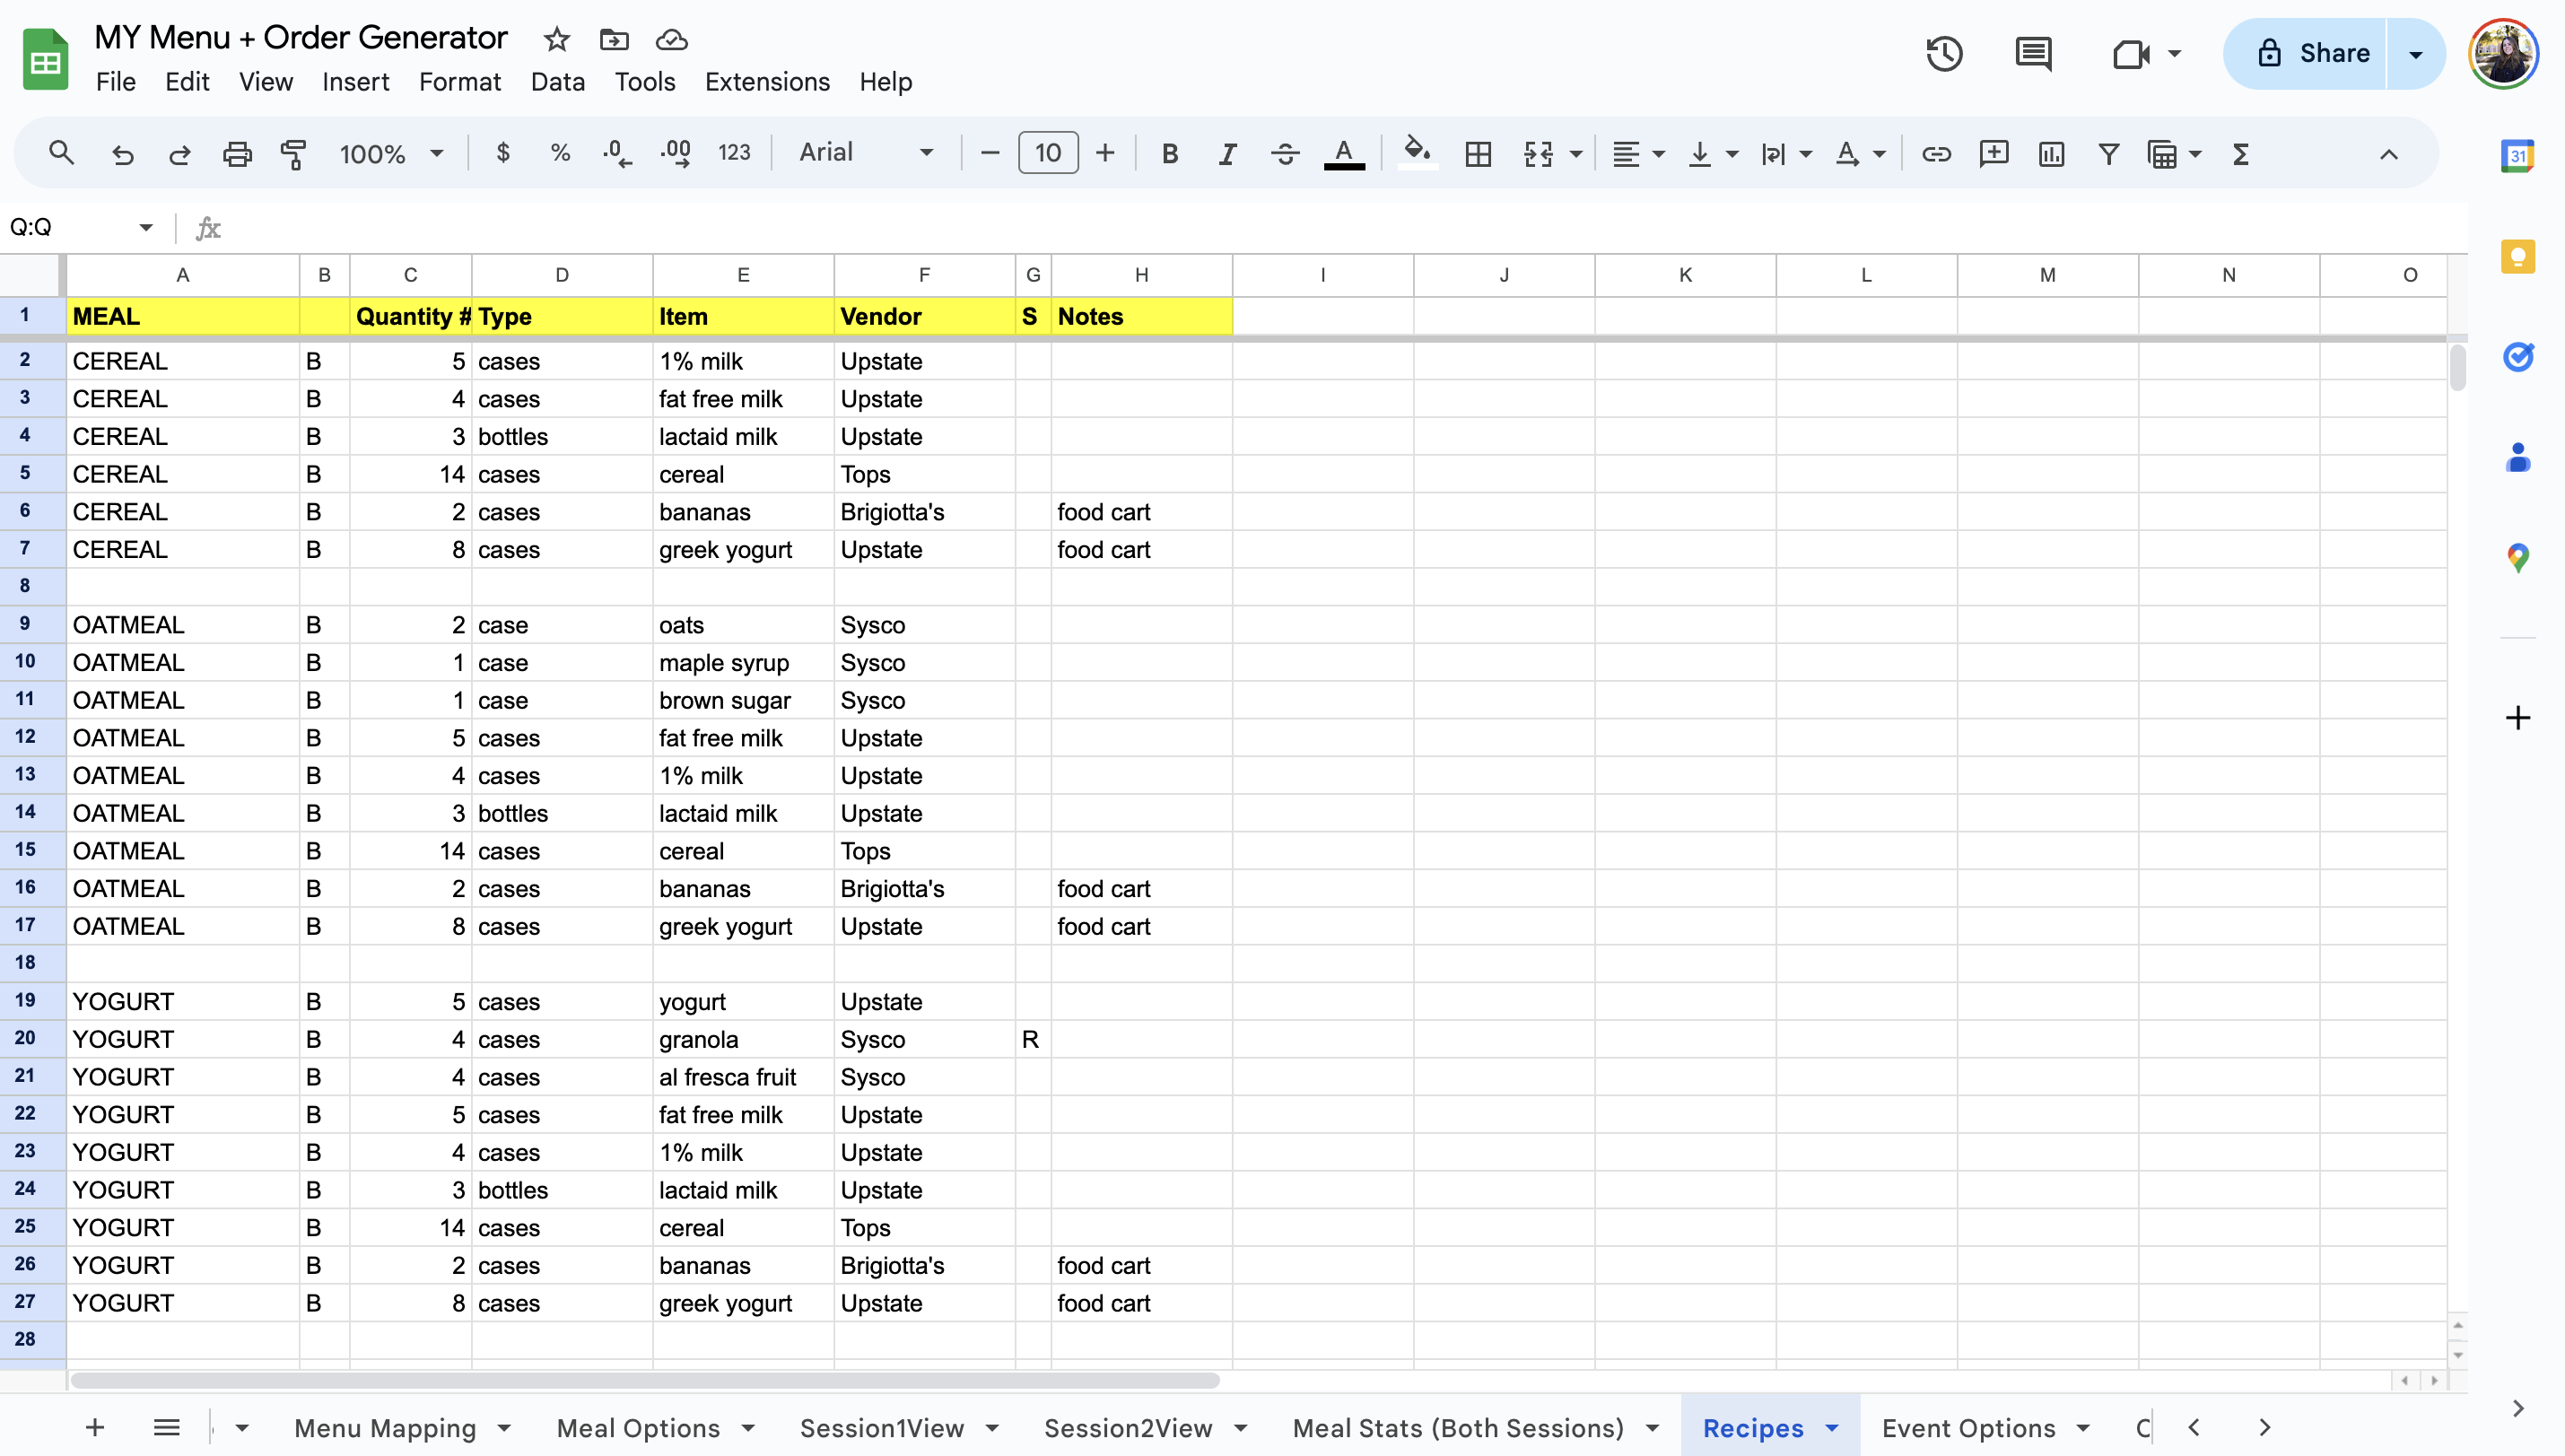 MY Menu + Order Generator
File Edit View Insert Format Data Tools Extensions Help
Share
100% $ % .0 .00 123 Arial 10 B I S A A Σ
31
Q:Q fx
A B C D E F G H I J K L M N O
1 MEAL Quantity # Type Item Vendor S Notes
2 CEREAL B 5 cases 1% milk Upstate
3 CEREAL B 4 cases fat free milk Upstate
4 CEREAL B 3 bottles lactaid milk Upstate
5 CEREAL B 14 cases cereal Tops
6 CEREAL B 2 cases bananas Brigiotta's food cart
7 CEREAL B 8 cases greek yogurt Upstate food cart
8
9 OATMEAL B 2 case oats Sysco
10 OATMEAL B 1 case maple syrup Sysco
11 OATMEAL B 1 case brown sugar Sysco
12 OATMEAL B 5 cases fat free milk Upstate
13 OATMEAL B 4 cases 1% milk Upstate
14 OATMEAL B 3 bottles lactaid milk Upstate
15 OATMEAL B 14 cases cereal Tops
16 OATMEAL B 2 cases bananas Brigiotta's food cart
17 OATMEAL B 8 cases greek yogurt Upstate food cart
18
19 YOGURT B 5 cases yogurt Upstate
20 YOGURT B 4 cases granola Sysco R
21 YOGURT B 4 cases al fresca fruit Sysco
22 YOGURT B 5 cases fat free milk Upstate
23 YOGURT B 4 cases 1% milk Upstate
24 YOGURT B 3 bottles lactaid milk Upstate
25 YOGURT B 14 cases cereal Tops
26 YOGURT B 2 cases bananas Brigiotta's food cart
27 YOGURT B 8 cases greek yogurt Upstate food cart
28
Menu Mapping Meal Options Session1View Session2View Meal Stats (Both Sessions) Recipes Event Options